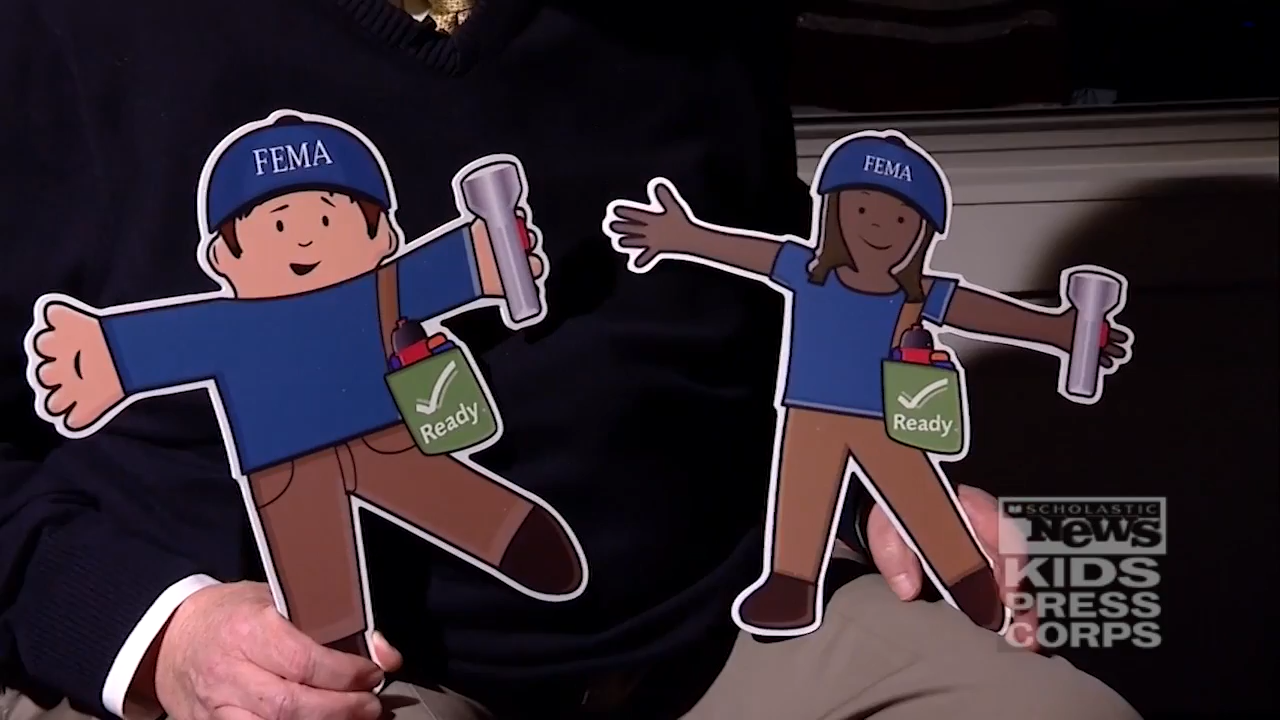 FEMA
FEMA
Ready
Ready
SCHOLASTIC
News
KIDS
PRESS
CORPS